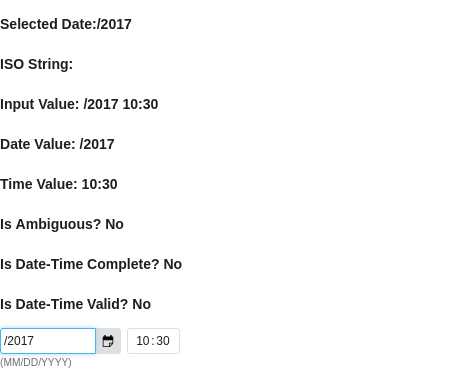 Selected Date:/2017
ISO String:
Input Value: /2017 10:30
Date Value: /2017
Time Value: 10:30
Is Ambiguous? No
Is Date-Time Complete? No
Is Date-Time Valid? No
/2017 10:30
(MM/DD/YYYY)